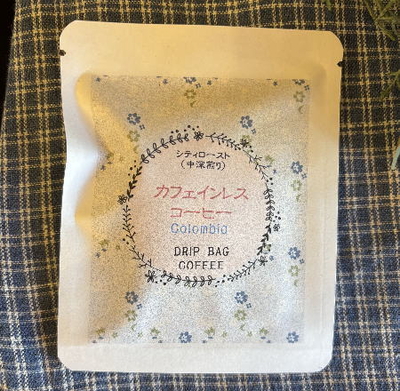 シティロースト
(中深煎り)
カフェインレス
コーヒー
Colombia
DRIP BAG
COFFEE